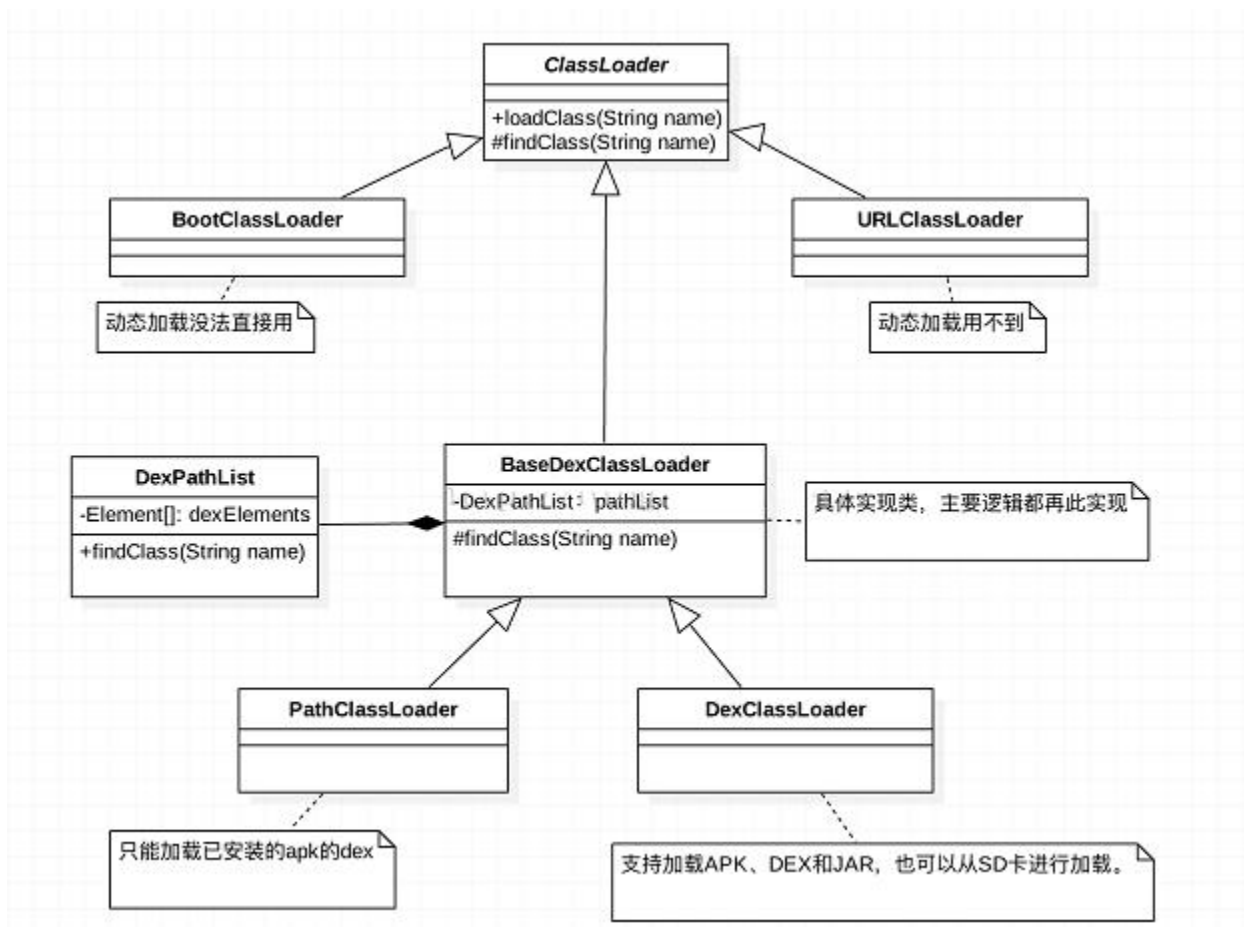 ClassLoader
+loadClass(String name)
#findClass(String name)
BootClassLoader
URLClassLoader
动态加载没法直接用
动态加载用不到
DexPathList
-Element[]: dexElements
+findClass(String name)
BaseDexClassLoader
-DexPathList: pathList
#findClass(String name)
具体实现类，主要逻辑都再此实现
PathClassLoader
DexClassLoader
只能加载已安装的apk的dex
支持加载APK、DEX和JAR，也可以从SD卡进行加载。